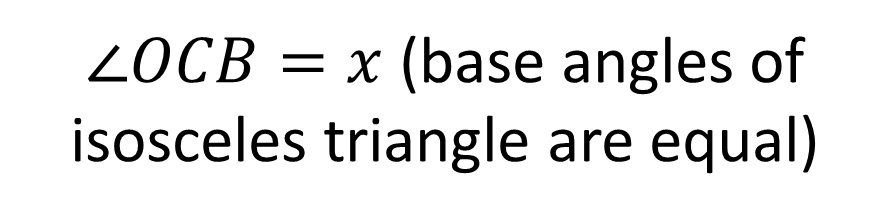 ∠OCB = x (base angles of
isosceles triangle are equal)